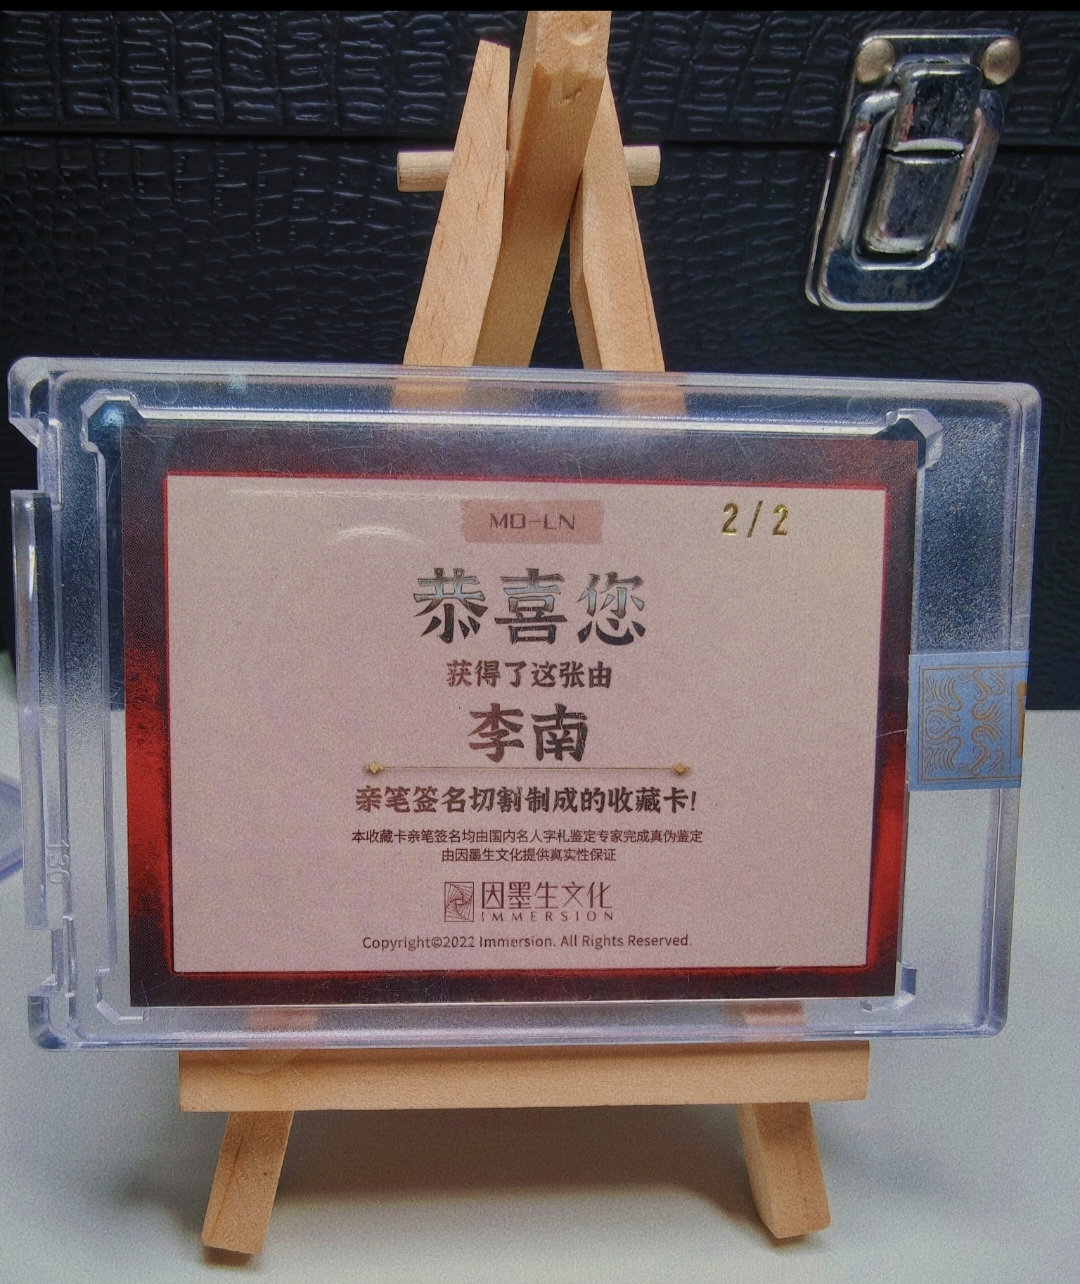 MO-LN
2/2
恭喜您
获得了这张由
李南
亲笔签名切割制成的收藏卡!
本收藏卡亲笔签名均由国内名人字札鉴定专家完成真伪鉴定
由因墨生文化提供真实性保证
因墨生文化
IMMERSION
Copyright©2022 Immersion. All Rights Reserved.
130